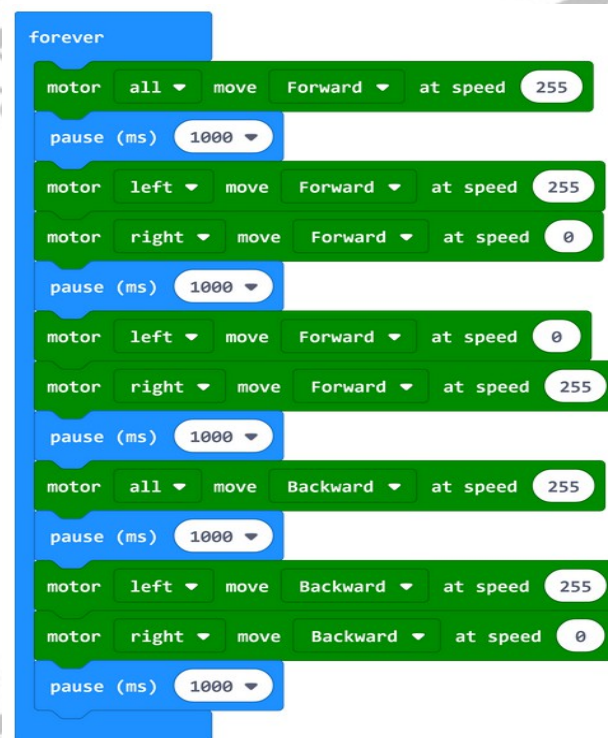 forever
motor all move Forward at speed 255
pause (ms) 1000
motor left move Forward at speed 255
motor right move Forward at speed 0
pause (ms) 1000
motor left move Forward at speed 0
motor right move Forward at speed 255
pause (ms) 1000
motor all move Backward at speed 255
pause (ms) 1000
motor left move Backward at speed 255
motor right move Backward at speed 0
pause (ms) 1000